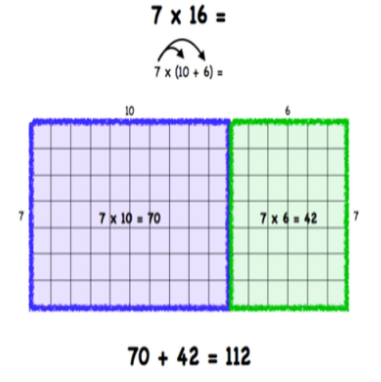 7 x 16 =
7 x (10 + 6) =
10 6
7 7 x 10 = 70 7 x 6 = 42 7
70 + 42 = 112